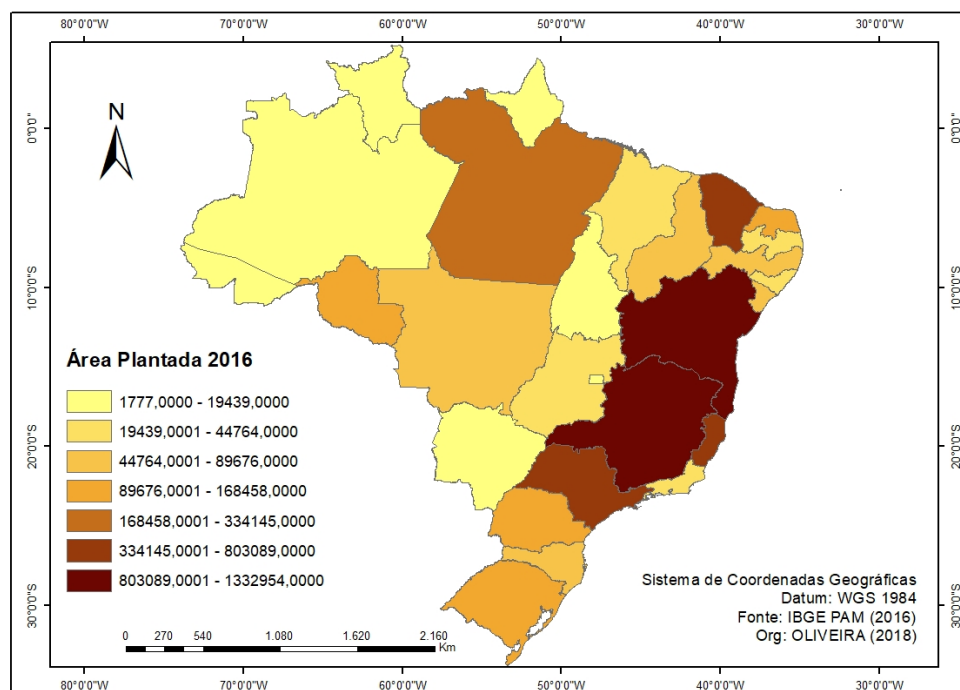 80°0'0"W 70°0'0"W 60°0'0"W 50°0'0"W 40°0'0"W 30°0'0"W
N
0°0'0" 0°0'0"
10°0'0"S 10°0'0"S
Área Plantada 2016
1777,0000 - 19439,0000
19439,0001 - 44764,0000
44764,0001 - 89676,0000
89676,0001 - 168458,0000
168458,0001 - 334145,0000
334145,0001 - 803089,0000
803089,0001 - 1332954,0000
20°0'0"S 20°0'0"S
Sistema de Coordenadas Geográficas
Datum: WGS 1984
Fonte: IBGE PAM (2016)
Org: OLIVEIRA (2018)
30°0'0"S 30°0'0"S
0 270 540 1.080 1.620 2.160
Km
80°0'0"W 70°0'0"W 60°0'0"W 50°0'0"W 40°0'0"W 30°0'0"W